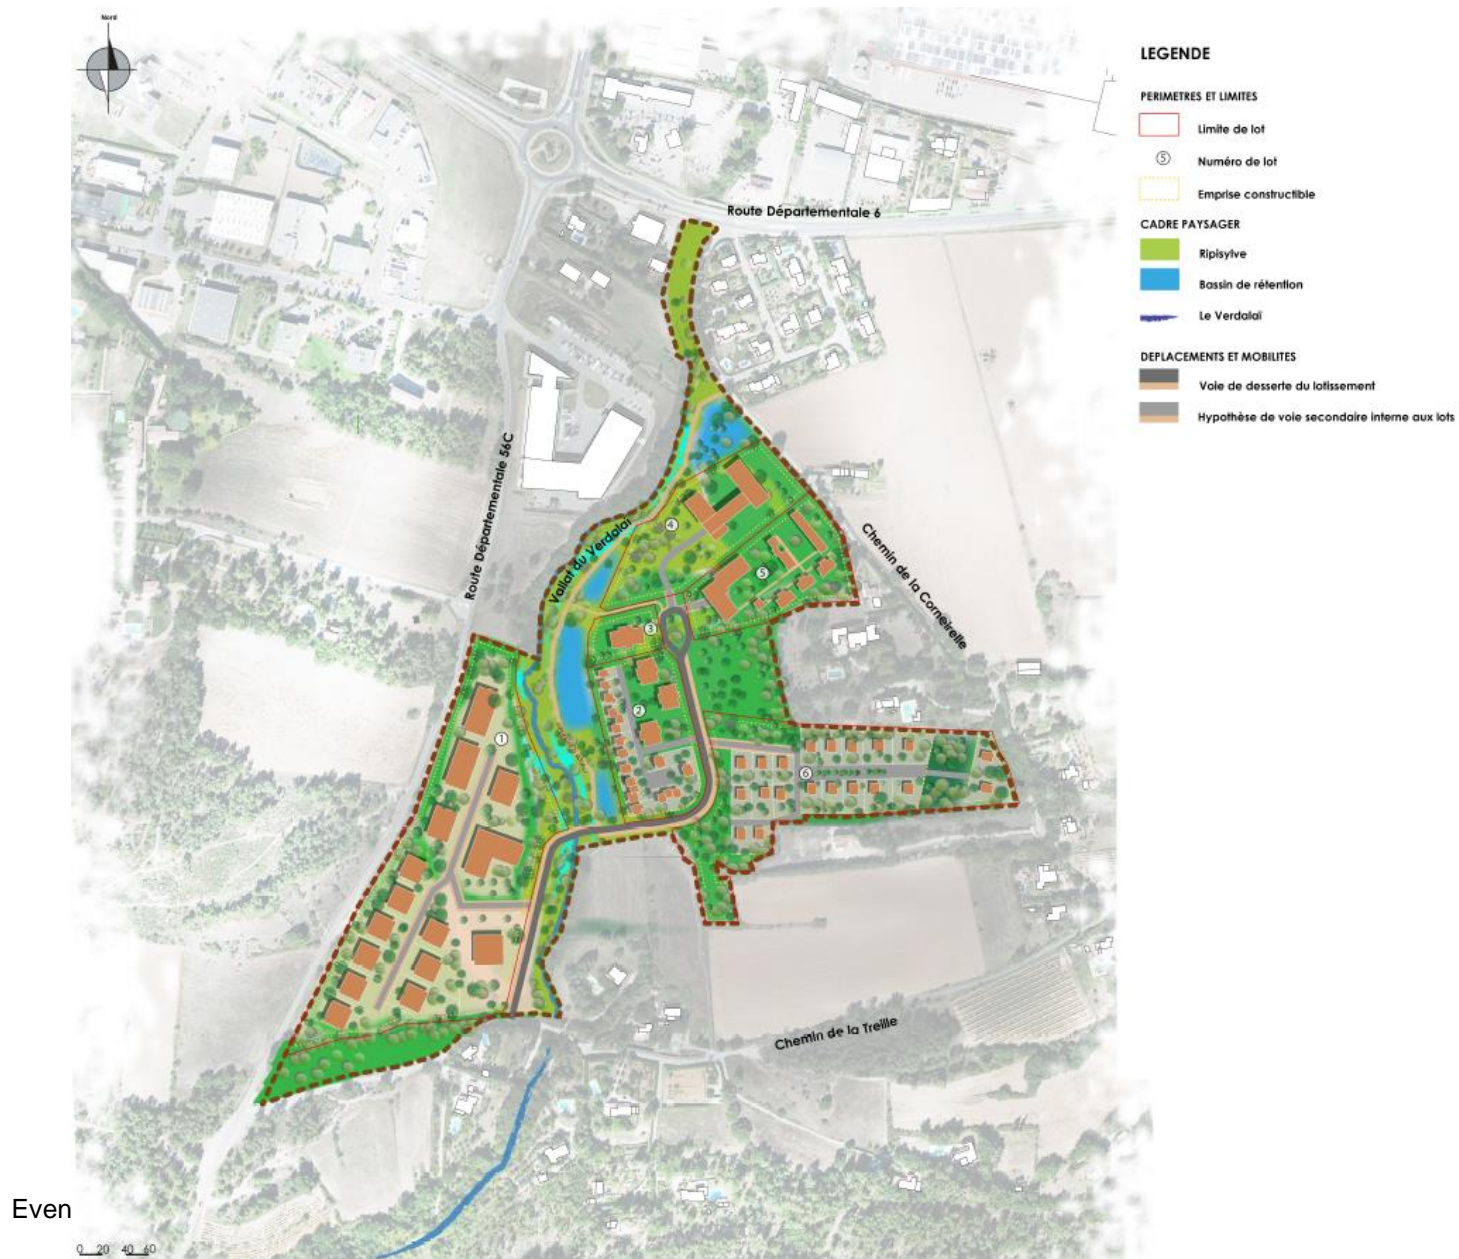 Nord
LEGENDE
PERIMETRES ET LIMITES
Limite de lot
⑤ Numéro de lot
Emprise constructible
CADRE PAYSAGER
Ripisylve
Bassin de rétention
Le Verdalaï
DEPLACEMENTS ET MOBILITES
Voie de desserte du lotissement
Hypothèse de voie secondaire interne aux lots
Route Départementale 6
Route Départementale 56C
Vallat du Verdalaï
Chemin de la Corneirelle
④
⑤
③
②
①
⑥
Chemin de la Treille
Even
0 20 40 60